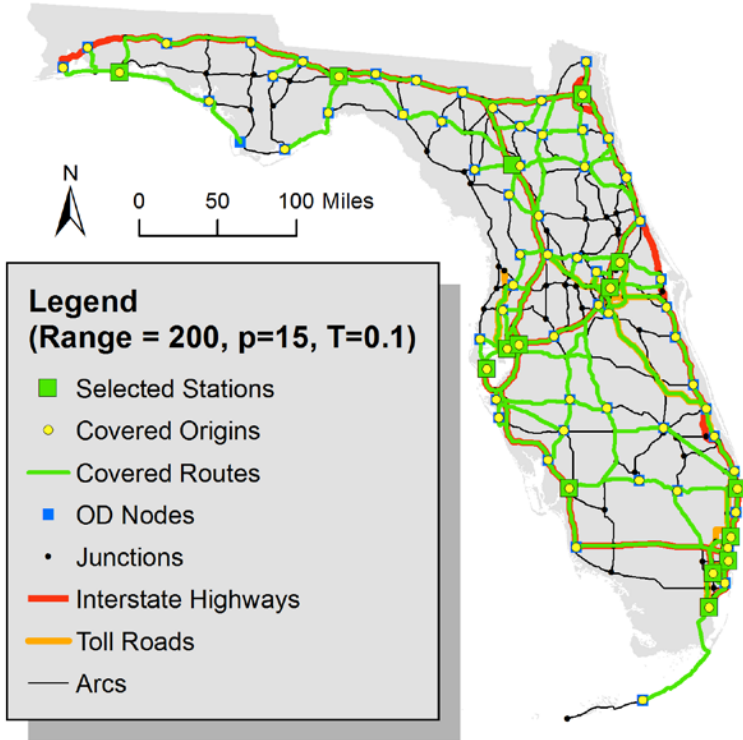 N
0 50 100 Miles
Legend
(Range = 200, p=15, T=0.1)
Selected Stations
Covered Origins
Covered Routes
OD Nodes
Junctions
Interstate Highways
Toll Roads
Arcs